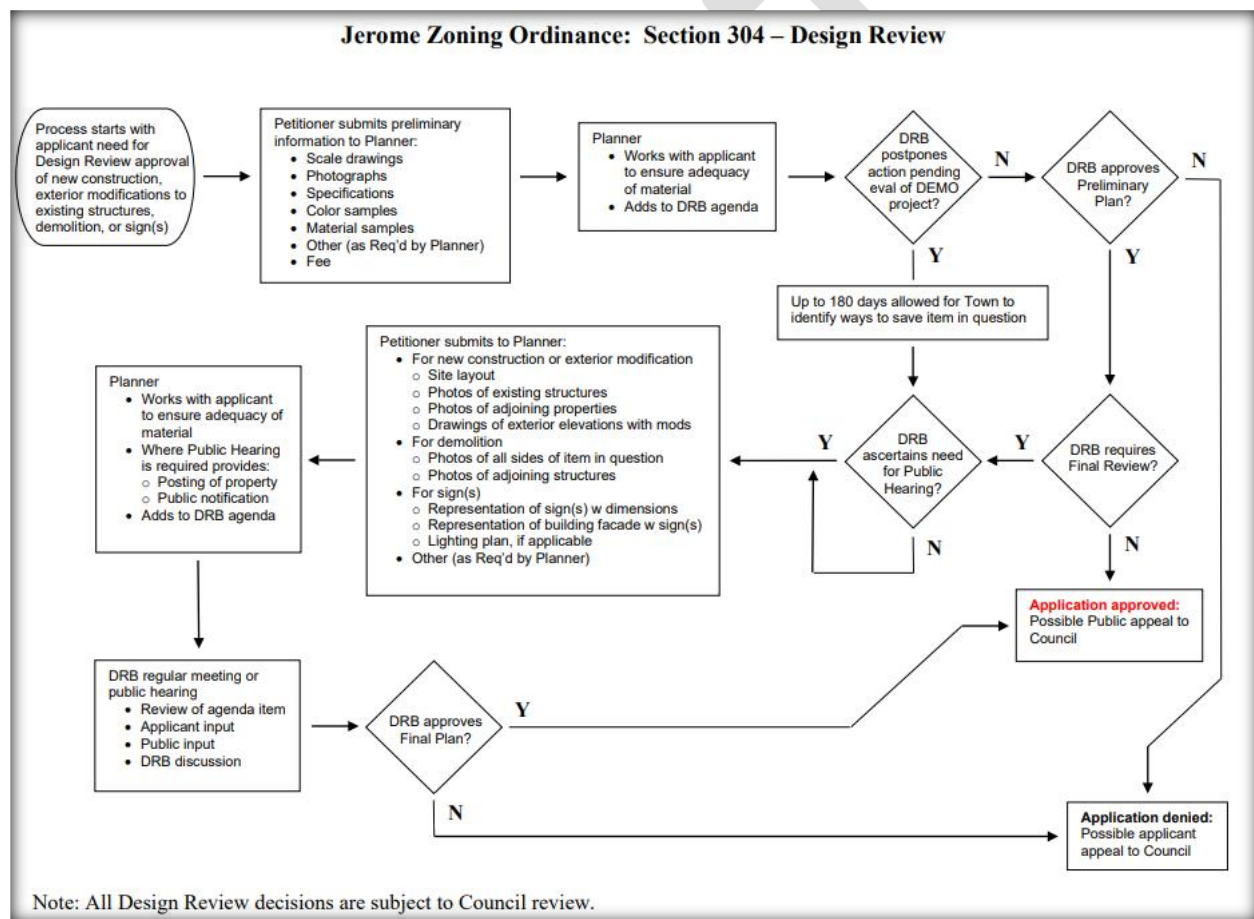 Jerome Zoning Ordinance: Section 304 – Design Review
Process starts with
applicant need for
Design Review approval
of new construction,
exterior modifications to
existing structures,
demolition, or sign(s)
Petitioner submits preliminary
information to Planner:
• Scale drawings
• Photographs
• Specifications
• Color samples
• Material samples
• Other (as Req'd by Planner)
• Fee
Planner
• Works with applicant
to ensure adequacy
of material
• Adds to DRB agenda
DRB
postpones
action pending
eval of DEMO
project?
N
Y
DRB approves
Preliminary
Plan?
N
Y
Up to 180 days allowed for Town to
identify ways to save item in question
DRB requires
Final Review?
Y
N
DRB
ascertains need
for Public
Hearing?
Y
N
Petitioner submits to Planner:
• For new construction or exterior modification
o Site layout
o Photos of existing structures
o Photos of adjoining properties
o Drawings of exterior elevations with mods
• For demolition
o Photos of all sides of item in question
o Photos of adjoining structures
• For sign(s)
o Representation of sign(s) w dimensions
o Representation of building facade w sign(s)
o Lighting plan, if applicable
• Other (as Req'd by Planner)
Planner
• Works with applicant
to ensure adequacy of
material
• Where Public Hearing
is required provides:
o Posting of property
o Public notification
• Adds to DRB agenda
DRB regular meeting or
public hearing
• Review of agenda item
• Applicant input
• Public input
• DRB discussion
DRB approves
Final Plan?
Y
N
Application approved:
Possible Public appeal to
Council
Application denied:
Possible applicant
appeal to Council
Note: All Design Review decisions are subject to Council review.